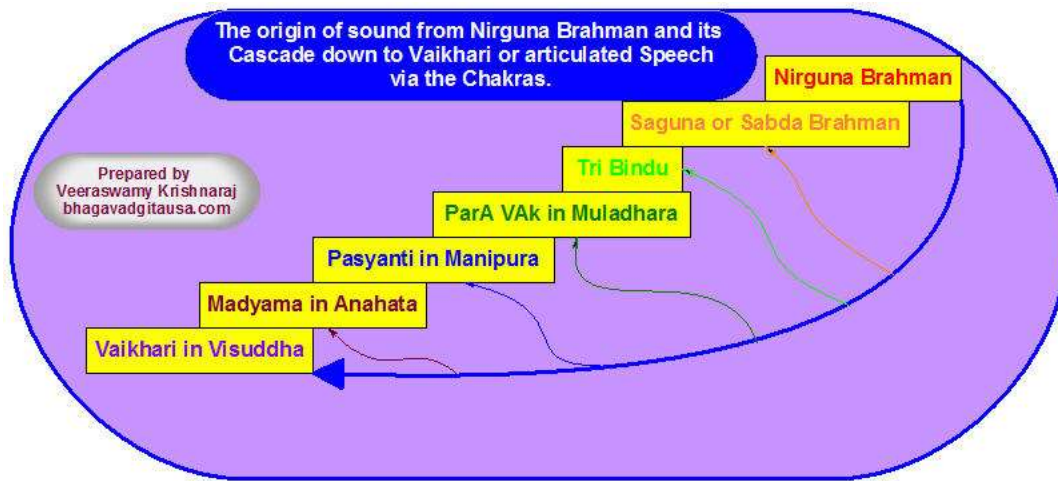 The origin of sound from Nirguna Brahman and its
Cascade down to Vaikhari or articulated Speech
via the Chakras.
Nirguna Brahman
Saguna or Sabda Brahman
Tri Bindu
Prepared by
Veeraswamy Krishnaraj
bhagavadgitausa.com
ParA VAk in Muladhara
Pasyanti in Manipura
Madyama in Anahata
Vaikhari in Visuddha